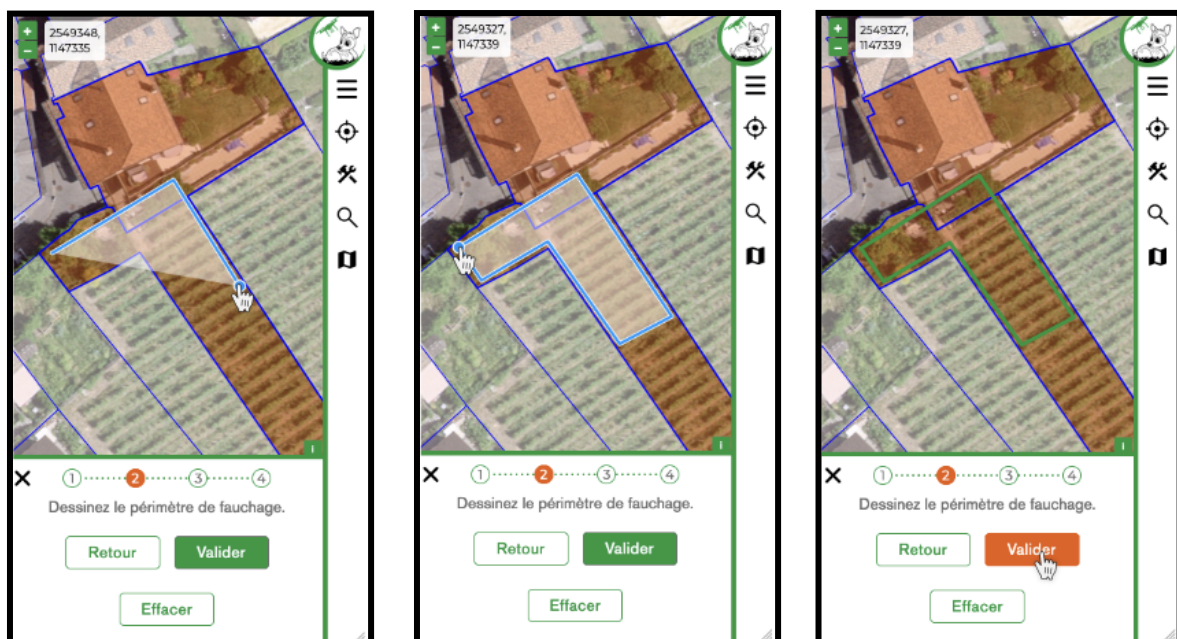 +
−
2549348,
1147335
i
1 2 3 4
Dessinez le périmètre de fauchage.
Retour Valider
Effacer
+
−
2549327,
1147339
i
1 2 3 4
Dessinez le périmètre de fauchage.
Retour Valider
Effacer
+
−
2549327,
1147339
i
1 2 3 4
Dessinez le périmètre de fauchage.
Retour Valider
Effacer